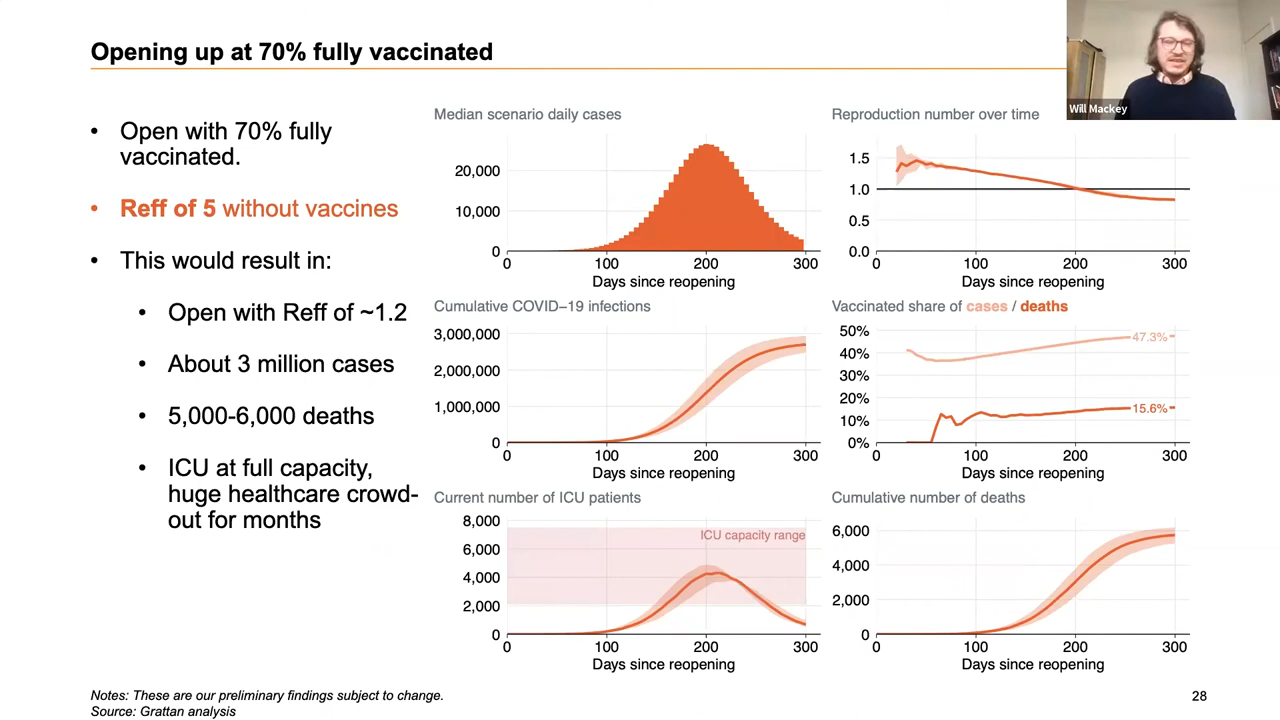 Opening up at 70% fully vaccinated
Will Mackey
• Open with 70% fully
vaccinated.
• Reff of 5 without vaccines
• This would result in:
• Open with Reff of ~1.2
• About 3 million cases
• 5,000-6,000 deaths
• ICU at full capacity,
huge healthcare crowd-
out for months
Median scenario daily cases
20,000
10,000
0
0 100 200 300
Days since reopening
Reproduction number over time
1.5
1.0
0.5
0.0
0 100 200 300
Days since reopening
Cumulative COVID–19 infections
3,000,000
2,000,000
1,000,000
0
0 100 200 300
Days since reopening
Vaccinated share of cases / deaths
50%
40%
30%
20%
10%
0%
47.3%
15.6%
0 100 200 300
Days since reopening
Current number of ICU patients
8,000
6,000
4,000
2,000
0
ICU capacity range
0 100 200 300
Days since reopening
Cumulative number of deaths
6,000
4,000
2,000
0
0 100 200 300
Days since reopening
Notes: These are our preliminary findings subject to change.
Source: Grattan analysis
28